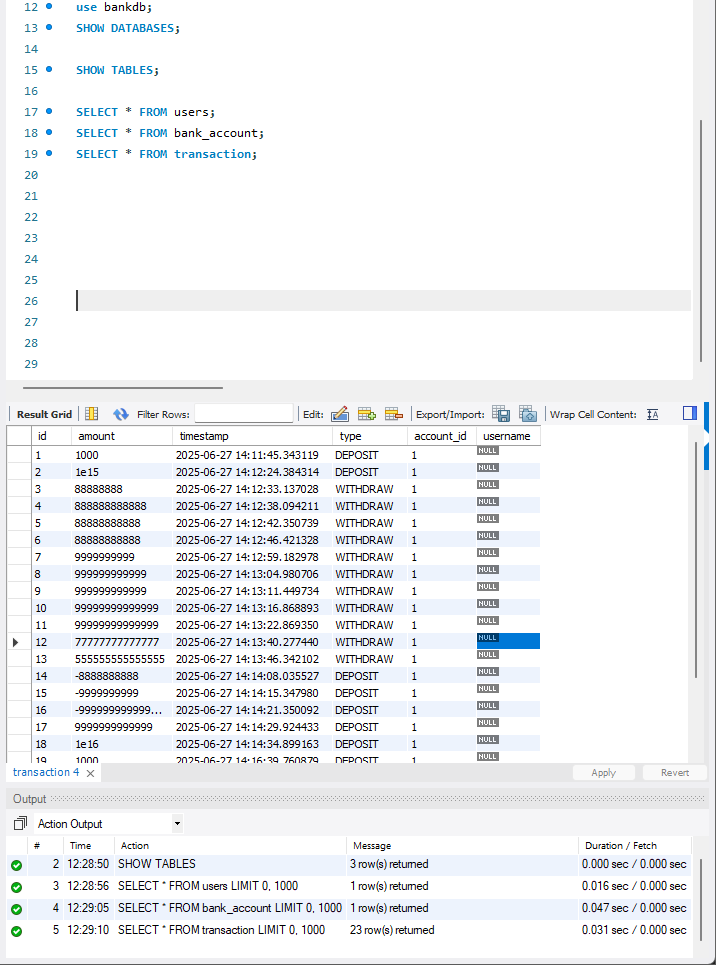 12 use bankdb;
13 SHOW DATABASES;
14
15 SHOW TABLES;
16
17 SELECT * FROM users;
18 SELECT * FROM bank_account;
19 SELECT * FROM transaction;
20
21
22
23
24
25
26
27
28
29
Result Grid Filter Rows: Edit: Export/Import: Wrap Cell Content: IA
id amount timestamp type account_id username
1 1000 2025-06-27 14:11:45.343119 DEPOSIT 1 NULL
2 1e15 2025-06-27 14:12:24.384314 DEPOSIT 1 NULL
3 88888888 2025-06-27 14:12:33.137028 WITHDRAW 1 NULL
4 888888888888 2025-06-27 14:12:38.094211 WITHDRAW 1 NULL
5 88888888888 2025-06-27 14:12:42.350739 WITHDRAW 1 NULL
6 88888888888 2025-06-27 14:12:46.421328 WITHDRAW 1 NULL
7 9999999999 2025-06-27 14:12:59.182978 WITHDRAW 1 NULL
8 999999999999 2025-06-27 14:13:04.980706 WITHDRAW 1 NULL
9 999999999999 2025-06-27 14:13:11.449734 WITHDRAW 1 NULL
10 99999999999999 2025-06-27 14:13:16.868893 WITHDRAW 1 NULL
11 99999999999999 2025-06-27 14:13:22.869350 WITHDRAW 1 NULL
12 77777777777777 2025-06-27 14:13:40.277440 WITHDRAW 1 NULL
13 555555555555555 2025-06-27 14:13:46.342102 WITHDRAW 1 NULL
14 -8888888888 2025-06-27 14:14:08.035527 DEPOSIT 1 NULL
15 -9999999999 2025-06-27 14:14:15.347980 DEPOSIT 1 NULL
16 -999999999999... 2025-06-27 14:14:21.350092 DEPOSIT 1 NULL
17 9999999999999 2025-06-27 14:14:29.924433 DEPOSIT 1 NULL
18 1e16 2025-06-27 14:14:34.899163 DEPOSIT 1 NULL
19 1000 2025-06-27 14:16:39.760879 DEPOSIT 1 NULL
transaction 4 Apply Revert
Output
Action Output
# Time Action Message Duration / Fetch
2 12:28:50 SHOW TABLES 3 row(s) returned 0.000 sec / 0.000 sec
3 12:28:56 SELECT * FROM users LIMIT 0, 1000 1 row(s) returned 0.016 sec / 0.000 sec
4 12:29:05 SELECT * FROM bank_account LIMIT 0, 1000 1 row(s) returned 0.047 sec / 0.000 sec
5 12:29:10 SELECT * FROM transaction LIMIT 0, 1000 23 row(s) returned 0.031 sec / 0.000 sec